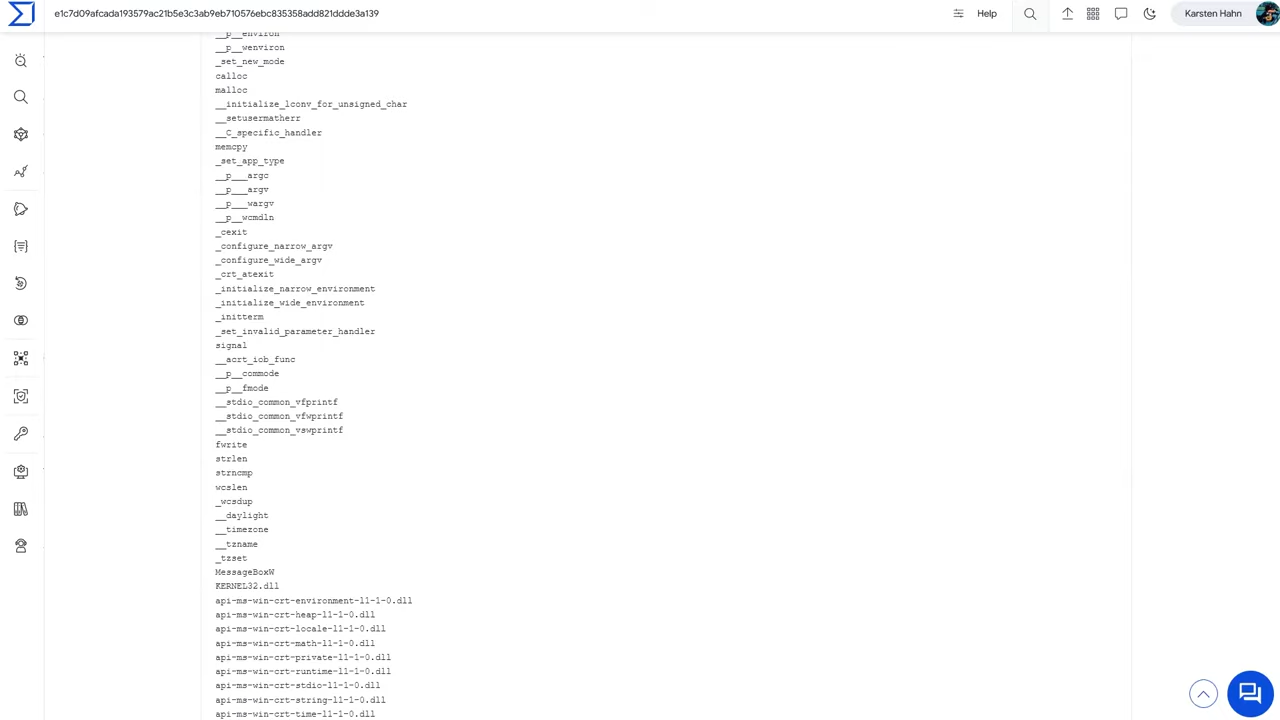 e1c7d09afcada193579ac21b5e3c3ab9eb710576ebc835358add821ddde3a139
Help
Karsten Hahn
__p__environ
__p__wenviron
_set_new_mode
calloc
malloc
__initialize_lconv_for_unsigned_char
__setusermatherr
__C_specific_handler
memcpy
_set_app_type
__p___argc
__p___argv
__p___wargv
__p__wcmdln
_cexit
_configure_narrow_argv
_configure_wide_argv
_crt_atexit
_initialize_narrow_environment
_initialize_wide_environment
_initterm
_set_invalid_parameter_handler
signal
__acrt_iob_func
__p__commode
__p__fmode
__stdio_common_vfprintf
__stdio_common_vfwprintf
__stdio_common_vswprintf
fwrite
strlen
strncmp
wcslen
_wcsdup
__daylight
__timezone
__tzname
_tzset
MessageBoxW
KERNEL32.dll
api-ms-win-crt-environment-l1-1-0.dll
api-ms-win-crt-heap-l1-1-0.dll
api-ms-win-crt-locale-l1-1-0.dll
api-ms-win-crt-math-l1-1-0.dll
api-ms-win-crt-private-l1-1-0.dll
api-ms-win-crt-runtime-l1-1-0.dll
api-ms-win-crt-stdio-l1-1-0.dll
api-ms-win-crt-string-l1-1-0.dll
api-ms-win-crt-time-l1-1-0.dll